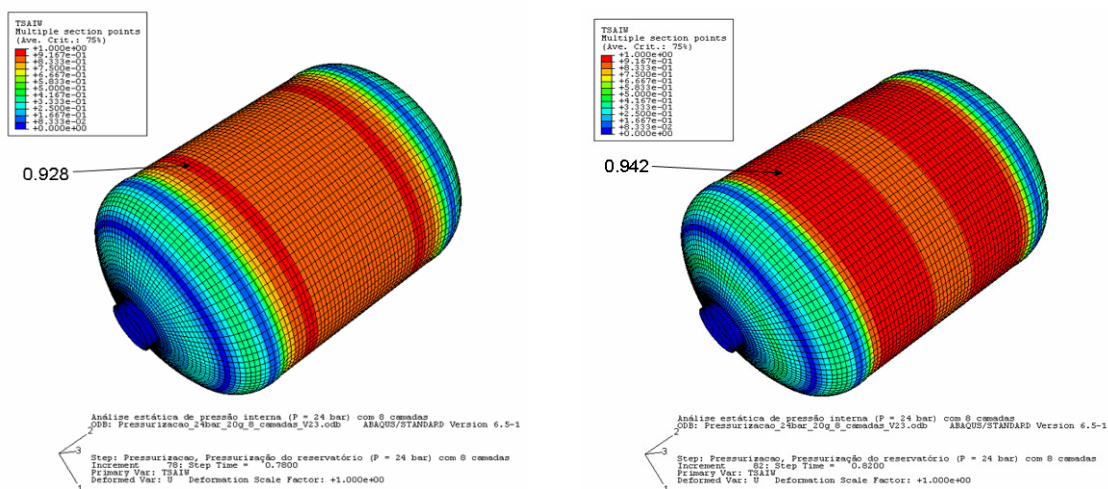 TSAIW
Multiple section points
(Ave. Crit.: 75%)
+1.000e+00
+9.167e-01
+8.333e-01
+7.500e-01
+6.667e-01
+5.833e-01
+5.000e-01
+4.167e-01
+3.333e-01
+2.500e-01
+1.667e-01
+8.333e-02
+0.000e+00
0.928
Análise estática de pressão interna (P = 24 bar) com 8 camadas
ODB: Pressurizacao_24bar_20g_8_camadas_V23.odb ABAQUS/STANDARD Version 6.5-1
2
3
1
Step: Pressurizacao, Pressurização do reservatório (P = 24 bar) com 8 camadas
Increment 78: Step Time = 0.7800
Primary Var: TSAIW
Deformed Var: U Deformation Scale Factor: +1.000e+00
TSAIW
Multiple section points
(Ave. Crit.: 75%)
+1.000e+00
+9.167e-01
+8.333e-01
+7.500e-01
+6.667e-01
+5.833e-01
+5.000e-01
+4.167e-01
+3.333e-01
+2.500e-01
+1.667e-01
+8.333e-02
+0.000e+00
0.942
Análise estática de pressão interna (P = 24 bar) com 8 camadas
ODB: Pressurizacao_24bar_20g_8_camadas_V23.odb ABAQUS/STANDARD Version 6.5-1
2
3
1
Step: Pressurizacao, Pressurização do reservatório (P = 24 bar) com 8 camadas
Increment 82: Step Time = 0.8200
Primary Var: TSAIW
Deformed Var: U Deformation Scale Factor: +1.000e+00